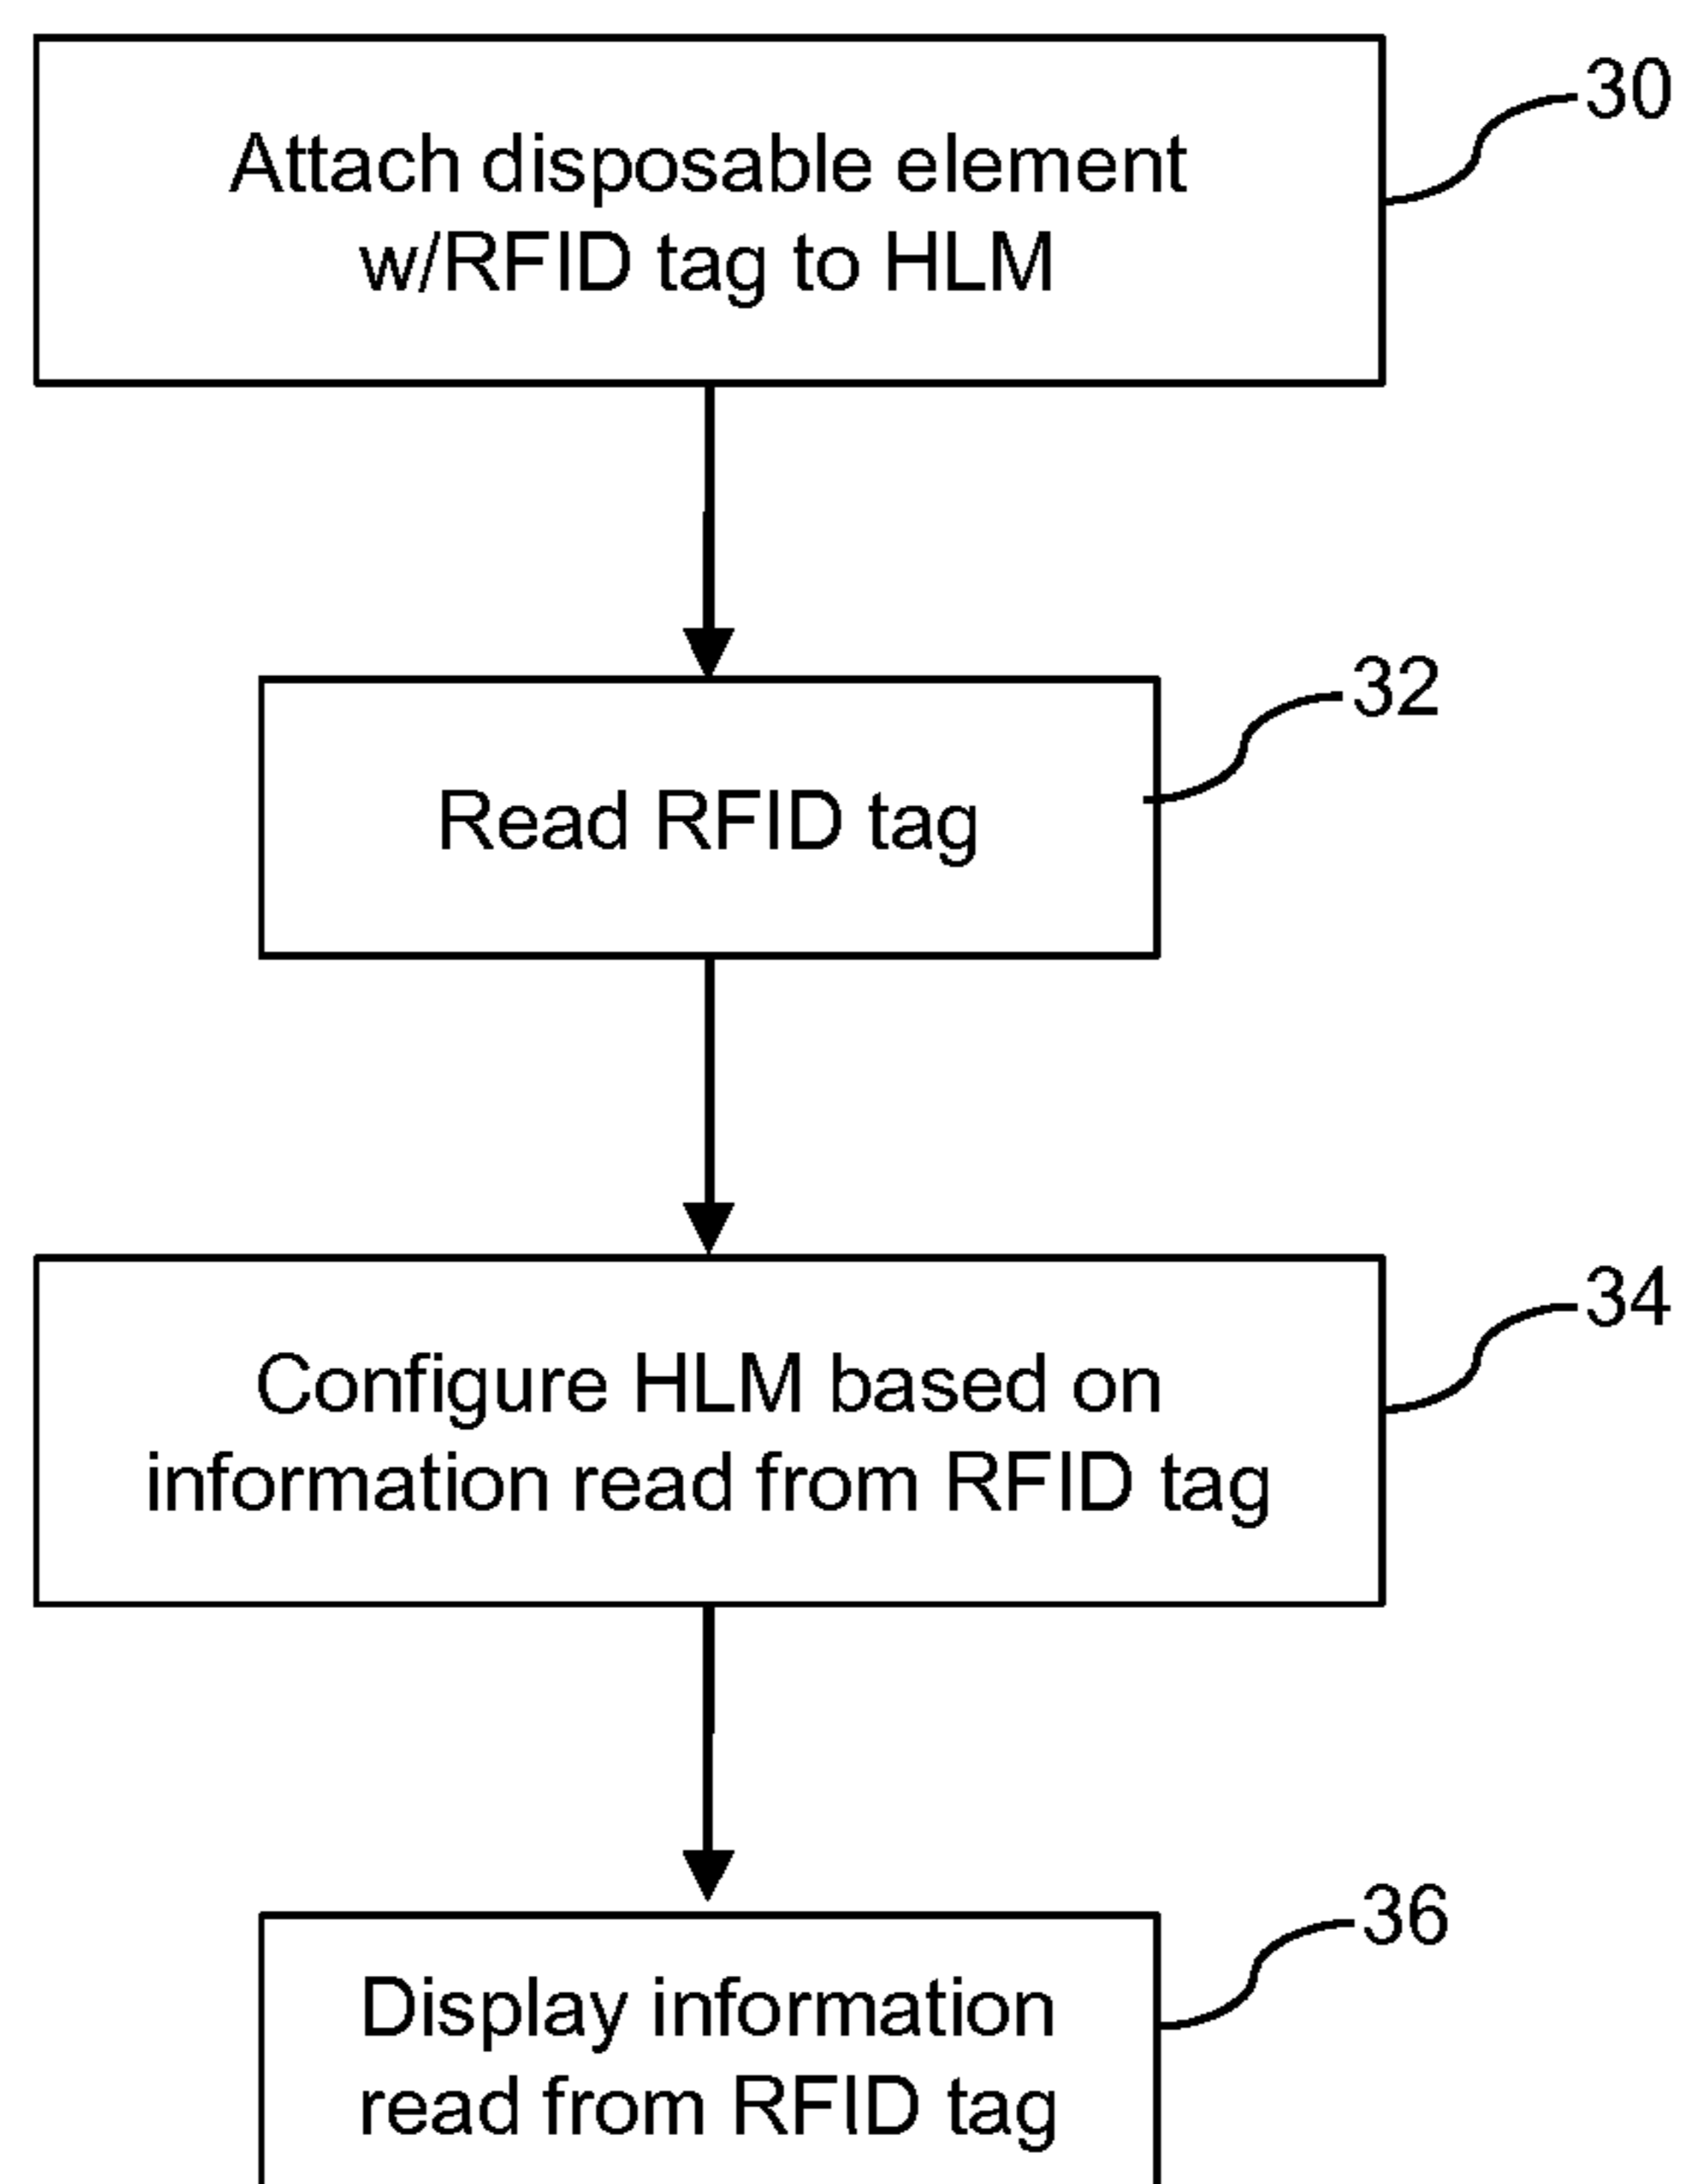 30
Attach disposable element
w/RFID tag to HLM
32
Read RFID tag
34
Configure HLM based on
information read from RFID tag
36
Display information
read from RFID tag